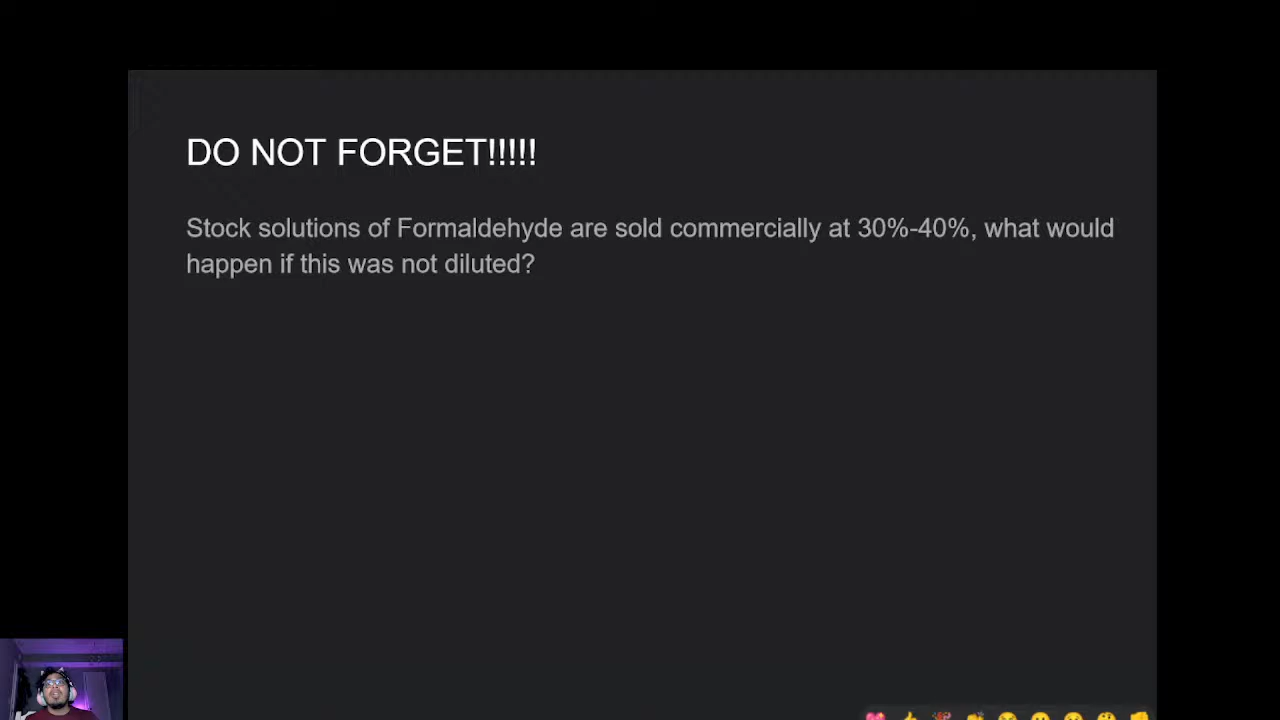 DO NOT FORGET!!!!!
Stock solutions of Formaldehyde are sold commercially at 30%-40%, what would
happen if this was not diluted?